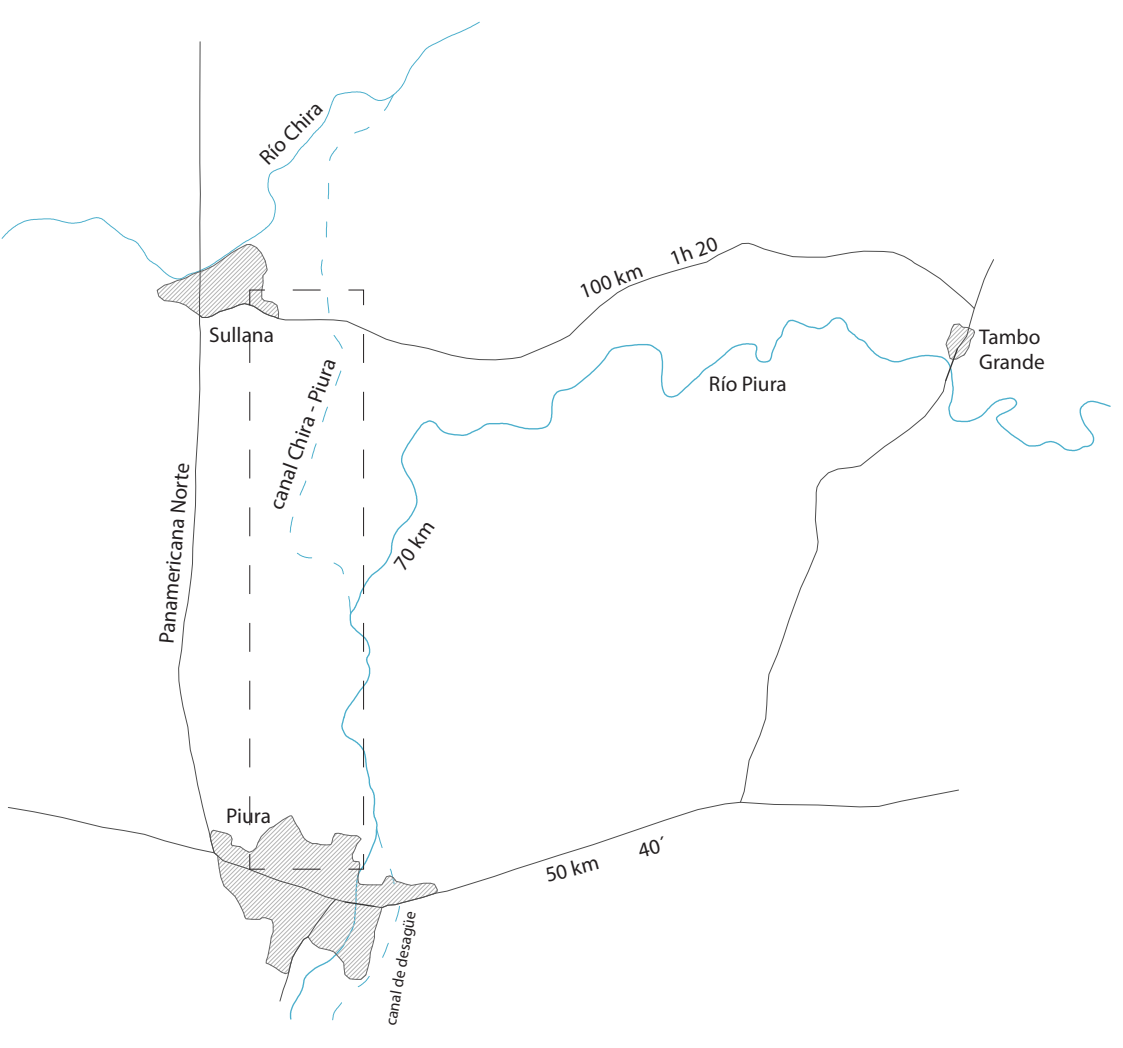 Río Chira
1h 20
100 km
Sullana
Tambo
Grande
Río Piura
canal Chira - Piura
Panamericana Norte
70 km
Piura
40´
50 km
canal de desagüe